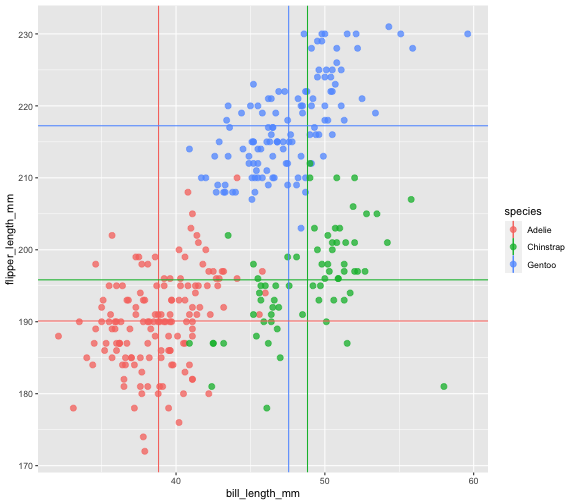 230
220
210
200
190
180
170
flipper_length_mm
40
50
60
bill_length_mm
species
Adelie
Chinstrap
Gentoo